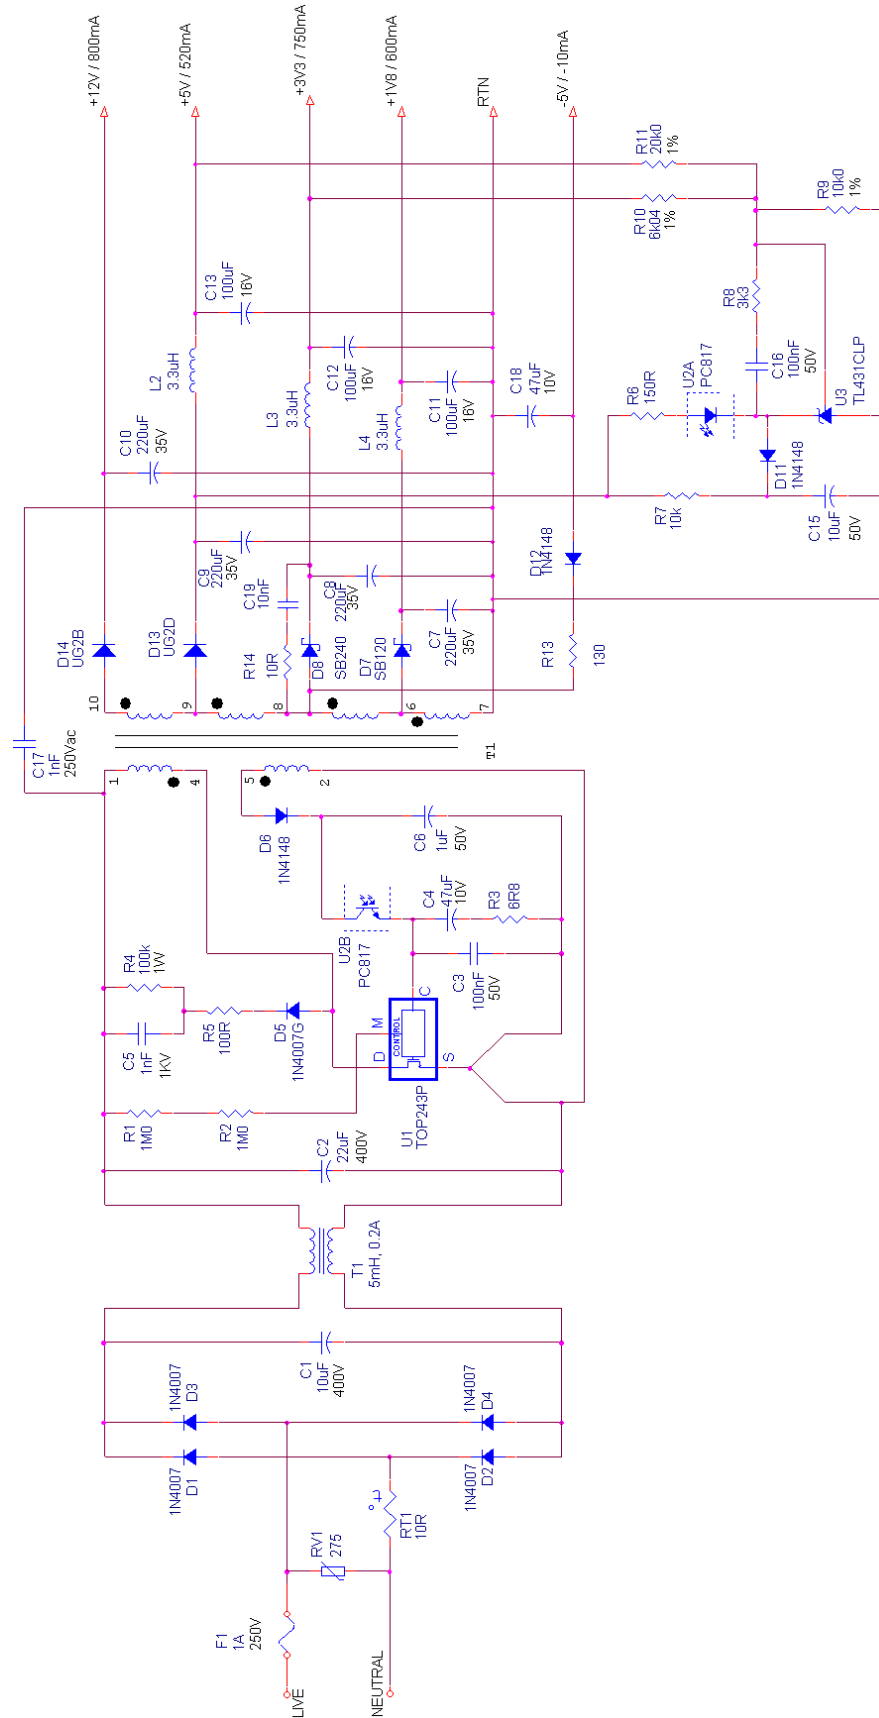 +12V / 800mA
+5V / 520mA
+3V3 / 750mA
+1V8 / 600mA
RTN
-5V / -10mA
R11
20k0
1%
R10
6k04
1%
R9
10k0
1%
C13
100uF
16V
L2
3.3uH
C12
100uF
16V
L3
3.3uH
C11
100uF
16V
L4
3.3uH
C18
47uF
10V
R8
3k3
C16
100nF
50V
U2A
PC817
R6
150R
U3
TL431CLP
D11
1N4148
R7
10k
C15
10uF
50V
C10
220uF
35V
C9
220uF
35V
C19
10nF
C8
220uF
35V
C7
220uF
35V
D12
1N4148
R13
130
D14
UG2B
D13
UG2D
R14
10R
D8
SB240
D7
SB120
10
9
8
6
7
C17
1nF
250Vac
T1
1
4
5
2
D6
1N4148
C6
1uF
50V
U2B
PC817
C4
47uF
10V
R3
6R8
C3
100nF
50V
R4
100k
1W
C5
1nF
1KV
R5
100R
D5
1N4007G
M
D
CONTROL
C
S
U1
TOP243P
R1
1M0
R2
1M0
C2
22uF
400V
T1
5mH, 0.2A
C1
10uF
400V
1N4007
D3
1N4007
D1
1N4007
D4
1N4007
D2
RV1
275
t°
RT1
10R
F1
1A
250V
LIVE
NEUTRAL